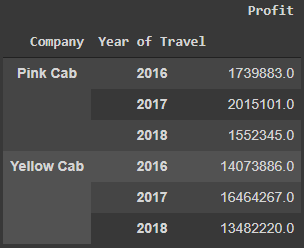 Profit
Company Year of Travel
Pink Cab 2016 1739883.0
2017 2015101.0
2018 1552345.0
Yellow Cab 2016 14073886.0
2017 16464267.0
2018 13482220.0